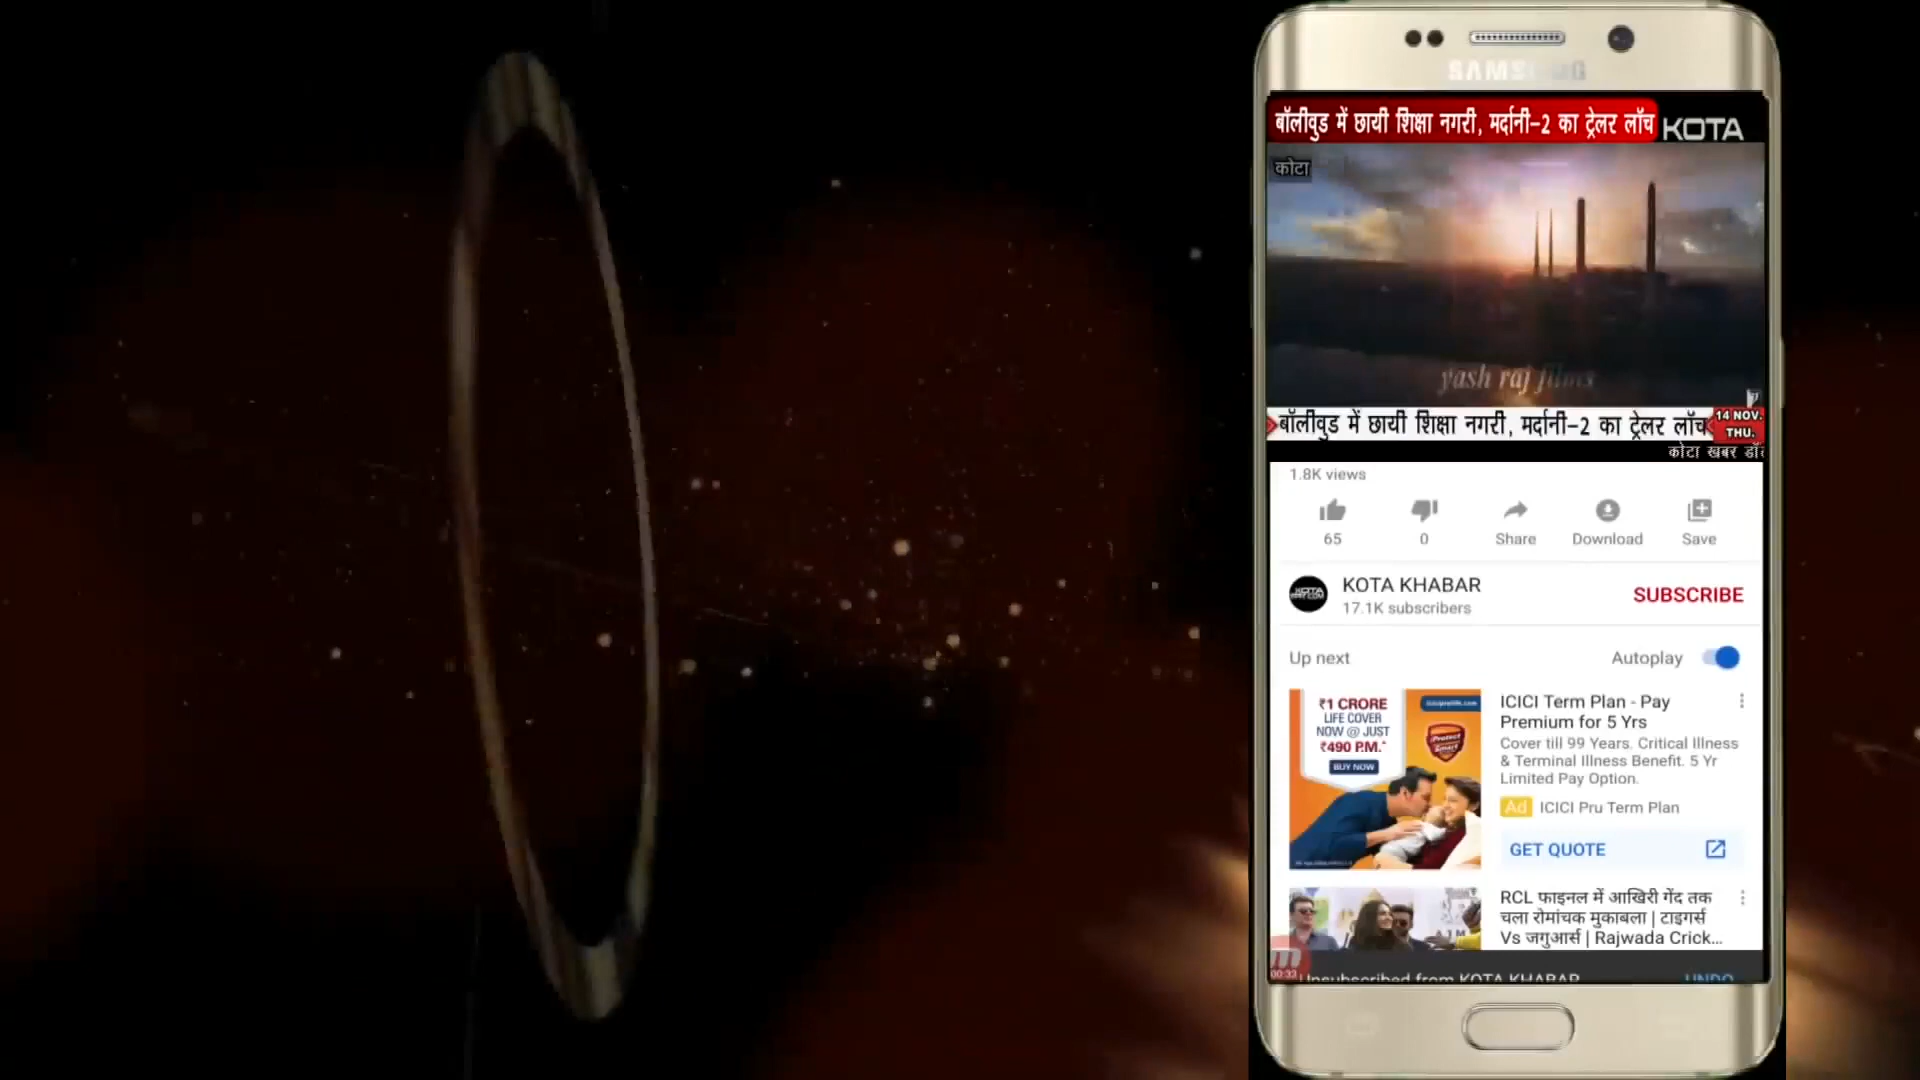 SAMSUNG
बॉलीवुड में छायी शिक्षा नगरी, मर्दानी-2 का ट्रेलर लॉच
KOTA
कोटा
yash raj films
बॉलीवुड में छायी शिक्षा नगरी, मर्दानी-2 का ट्रेलर लॉच
14 NOV.
THU.
कोटा खबर डॉ
1.8K views
65
0
Share
Download
Save
KOTA KHABAR
17.1K subscribers
SUBSCRIBE
Up next
Autoplay
₹1 CRORE
LIFE COVER
NOW @ JUST
₹490 P.M.*
BUY NOW
iProtect
Smart
ICICI Term Plan - Pay
Premium for 5 Yrs
Cover till 99 Years. Critical Illness
& Terminal Illness Benefit. 5 Yr
Limited Pay Option.
Ad ICICI Pru Term Plan
GET QUOTE
RCL फाइनल में आखिरी गेंद तक
चला रोमांचक मुकाबला | टाइगर्स
Vs जगुआर्स | Rajwada Crick...
00:33
Unsubscribed from KOTA KHABAR
UNDO